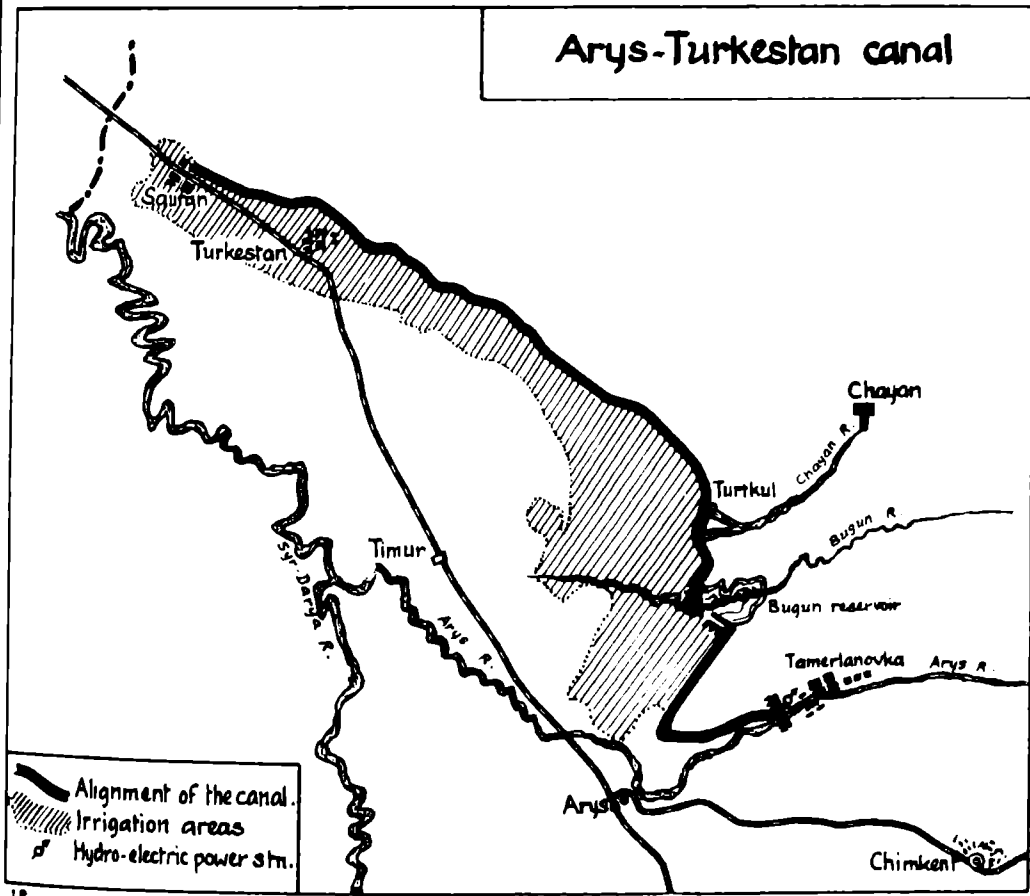 Arys-Turkestan canal
Sauran
Turkestan
Chayan
Chayan R.
Turtkul
Bugun R.
Timur
Syr. Darya R.
Bugun reservoir
Arys R.
Tamerlanovka
Arys R.
Alignment of the canal.
Irrigation areas
Hydro-electric power stn.
Arys
Chimkent
18